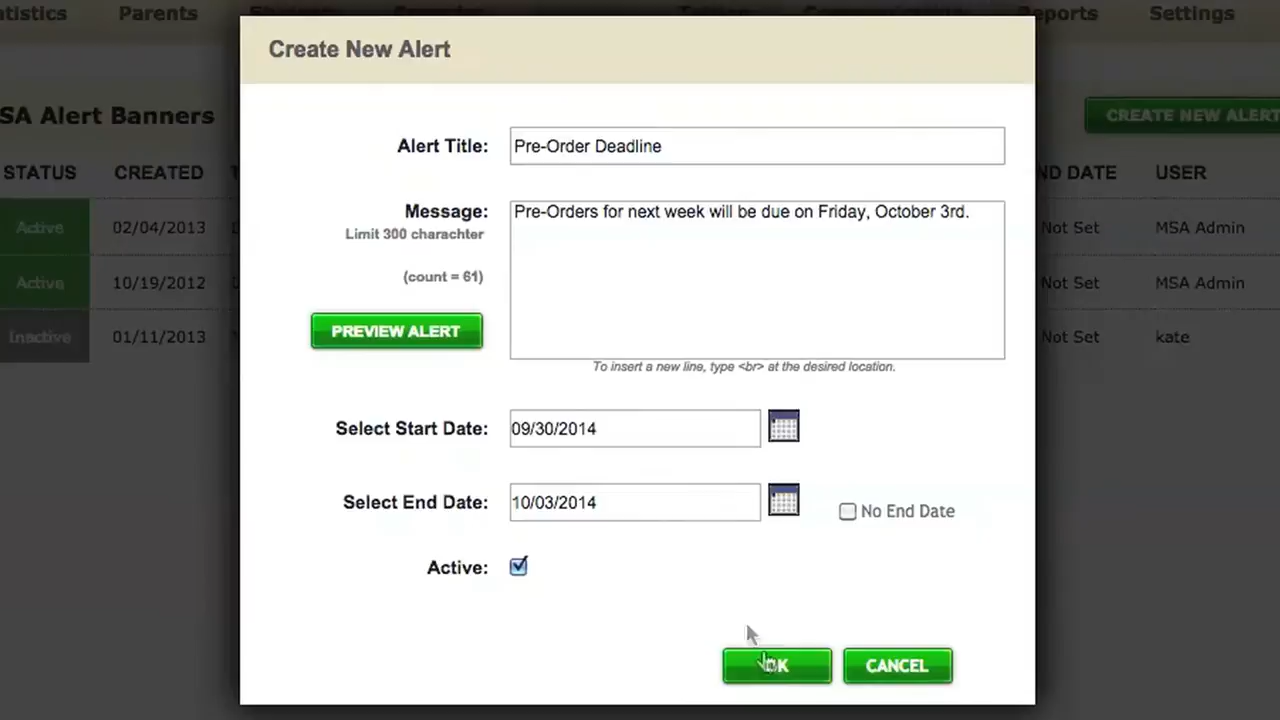 Parents
Reports
Settings
Create New Alert
SA Alert Banners
CREATE NEW ALERT
Alert Title:
Pre-Order Deadline
STATUS
CREATED
ND DATE
USER
Message:
Pre-Orders for next week will be due on Friday, October 3rd.
Limit 300 charachter
Active
02/04/2013
Not Set
MSA Admin
(count = 61)
Active
10/19/2012
Not Set
MSA Admin
PREVIEW ALERT
Inactive
01/11/2013
Not Set
kate
To insert a new line, type <br> at the desired location.
Select Start Date:
09/30/2014
Select End Date:
10/03/2014
No End Date
Active:
OK
CANCEL